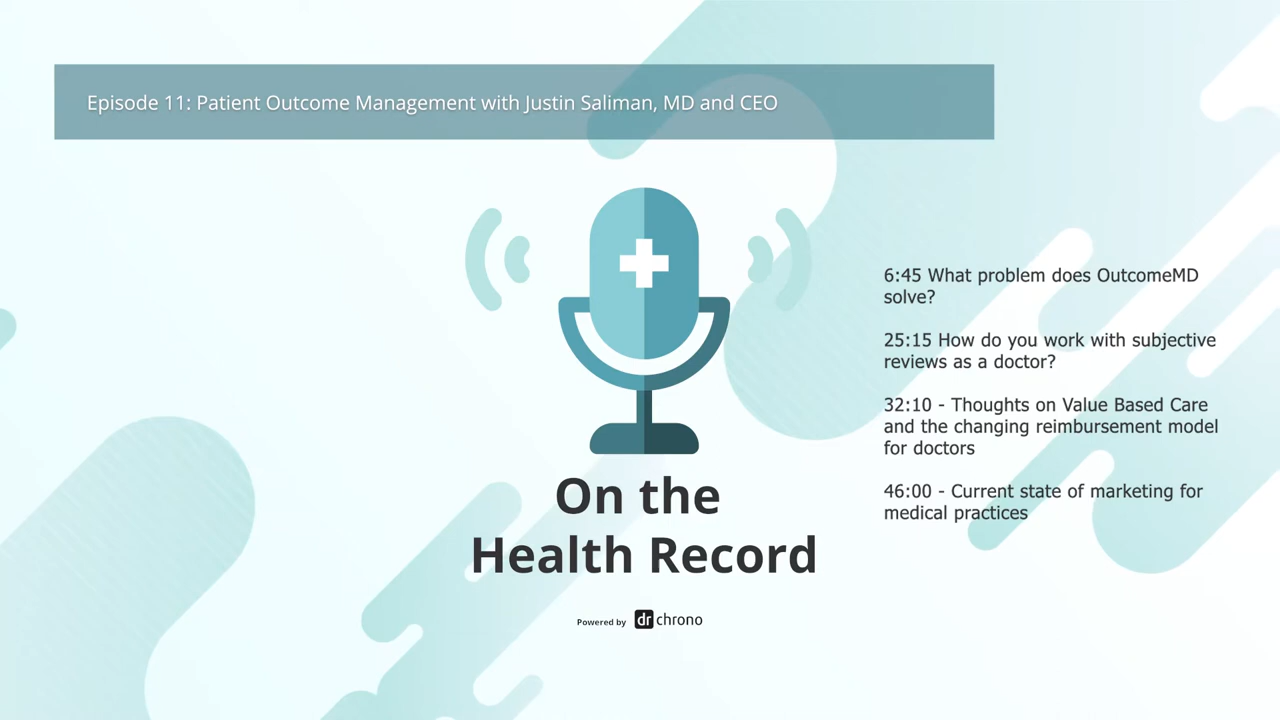 Episode 11: Patient Outcome Management with Justin Saliman, MD and CEO
6:45 What problem does OutcomeMD
solve?
25:15 How do you work with subjective
reviews as a doctor?
32:10 - Thoughts on Value Based Care
and the changing reimbursement model
for doctors
46:00 - Current state of marketing for
medical practices
On the
Health Record
Powered by dr chrono